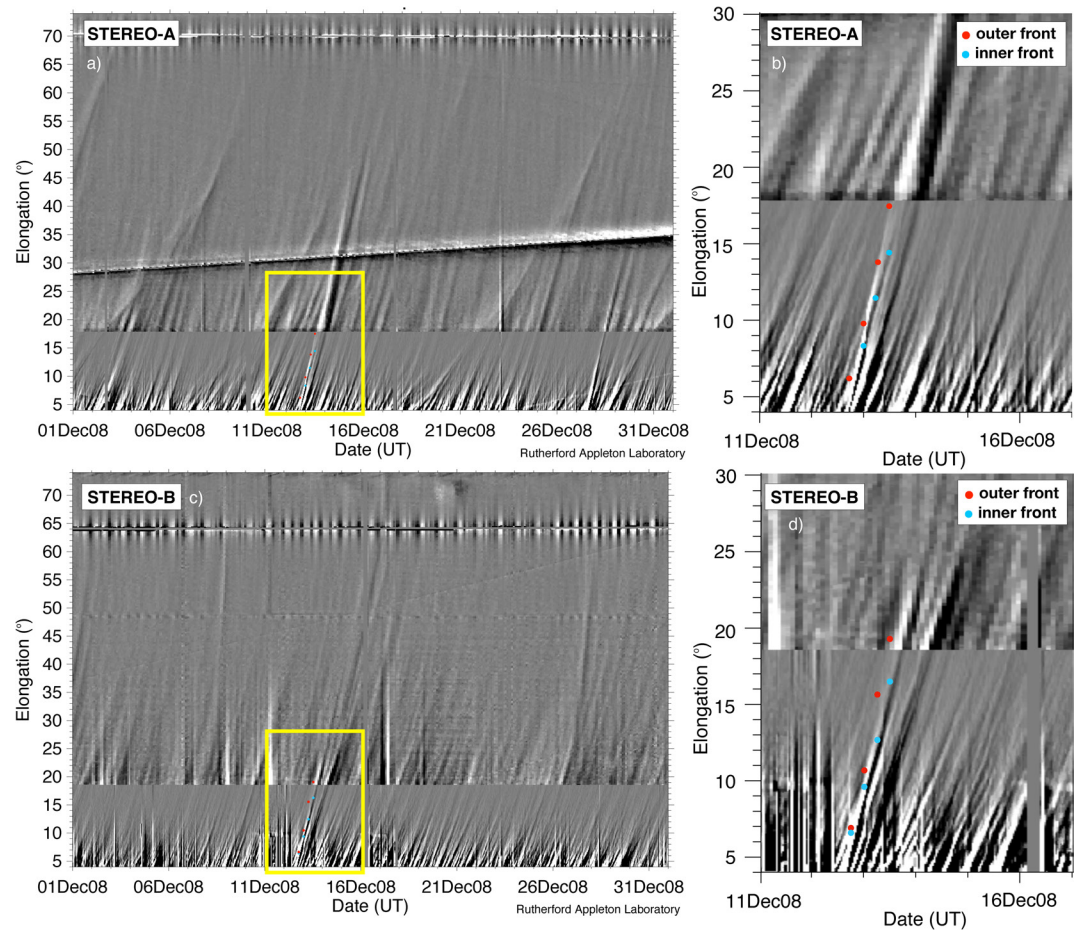 STEREO-A
a)
Elongation (°)
70
65
60
55
50
45
40
35
30
25
20
15
10
5
01Dec08 06Dec08 11Dec08 16Dec08 21Dec08 26Dec08 31Dec08
Date (UT)
Rutherford Appleton Laboratory
STEREO-A
b)
outer front
inner front
Elongation (°)
30
25
20
15
10
5
11Dec08 16Dec08
Date (UT)
STEREO-B
c)
Elongation (°)
70
65
60
55
50
45
40
35
30
25
20
15
10
5
01Dec08 06Dec08 11Dec08 16Dec08 21Dec08 26Dec08 31Dec08
Date (UT)
Rutherford Appleton Laboratory
STEREO-B
d)
outer front
inner front
Elongation (°)
30
25
20
15
10
5
11Dec08 16Dec08
Date (UT)